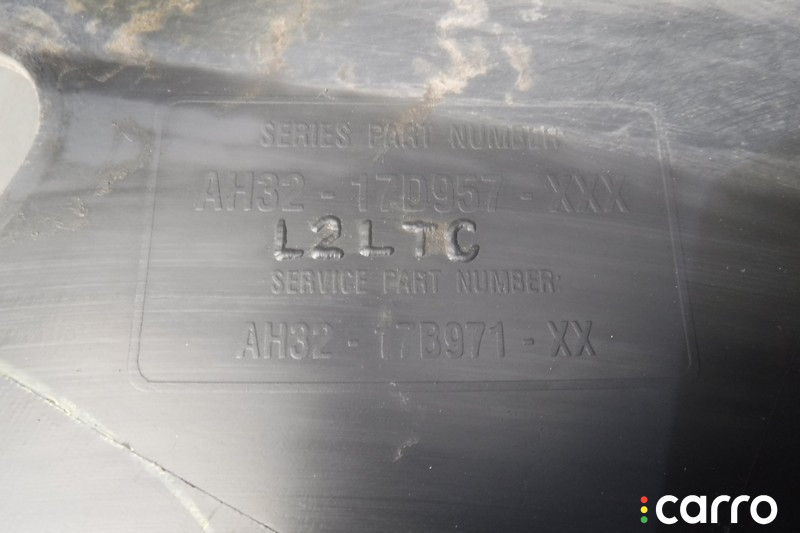 SERIES PART NUMBER
AH32-17D957-XXX
L2LTC
SERVICE PART NUMBER:
AH32-17B971-XX
carro